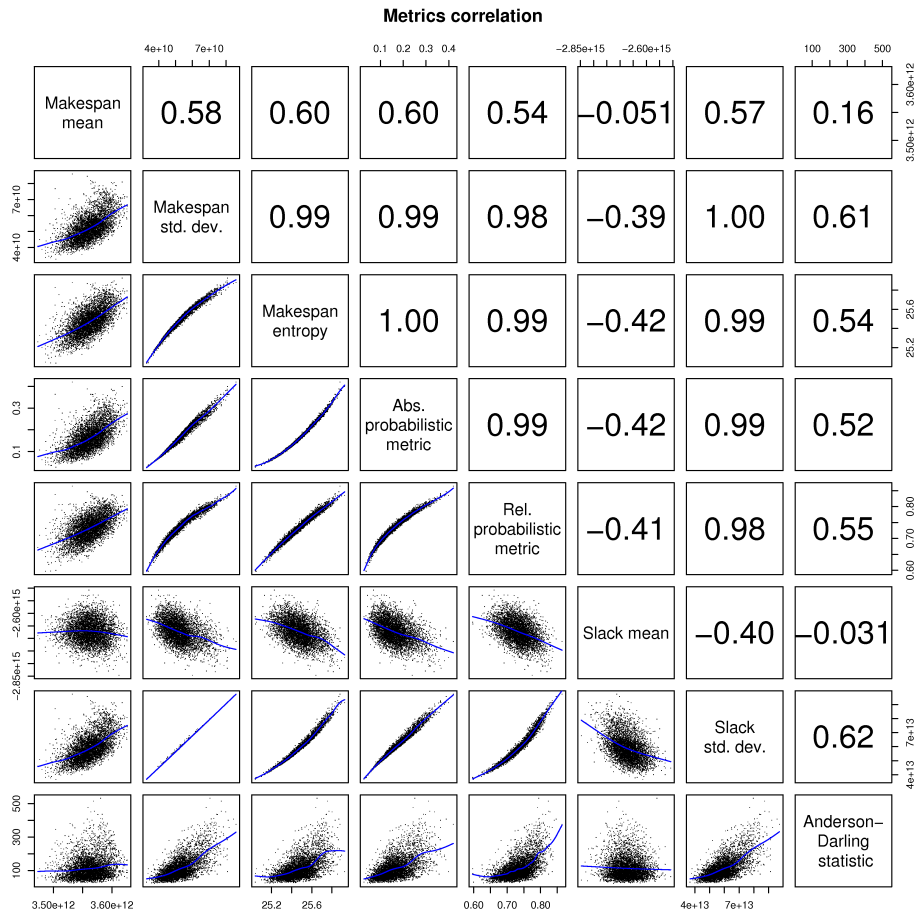 Metrics correlation
4e+10 7e+10
0.1 0.2 0.3 0.4
−2.85e+15 −2.60e+15
100 300 500
Makespan
mean
0.58
0.60
0.60
0.54
−0.051
0.57
0.16
3.50e+12 3.60e+12
4e+10 7e+10
Makespan
std. dev.
0.99
0.99
0.98
−0.39
1.00
0.61
Makespan
entropy
1.00
0.99
−0.42
0.99
0.54
25.2 25.6
0.1 0.3
Abs.
probabilistic
metric
0.99
−0.42
0.99
0.52
Rel.
probabilistic
metric
−0.41
0.98
0.55
0.60 0.70 0.80
−2.85e+15 −2.60e+15
Slack mean
−0.40
−0.031
Slack
std. dev.
0.62
4e+13 7e+13
100 300 500
Anderson−
Darling
statistic
3.50e+12 3.60e+12
25.2 25.6
0.60 0.70 0.80
4e+13 7e+13